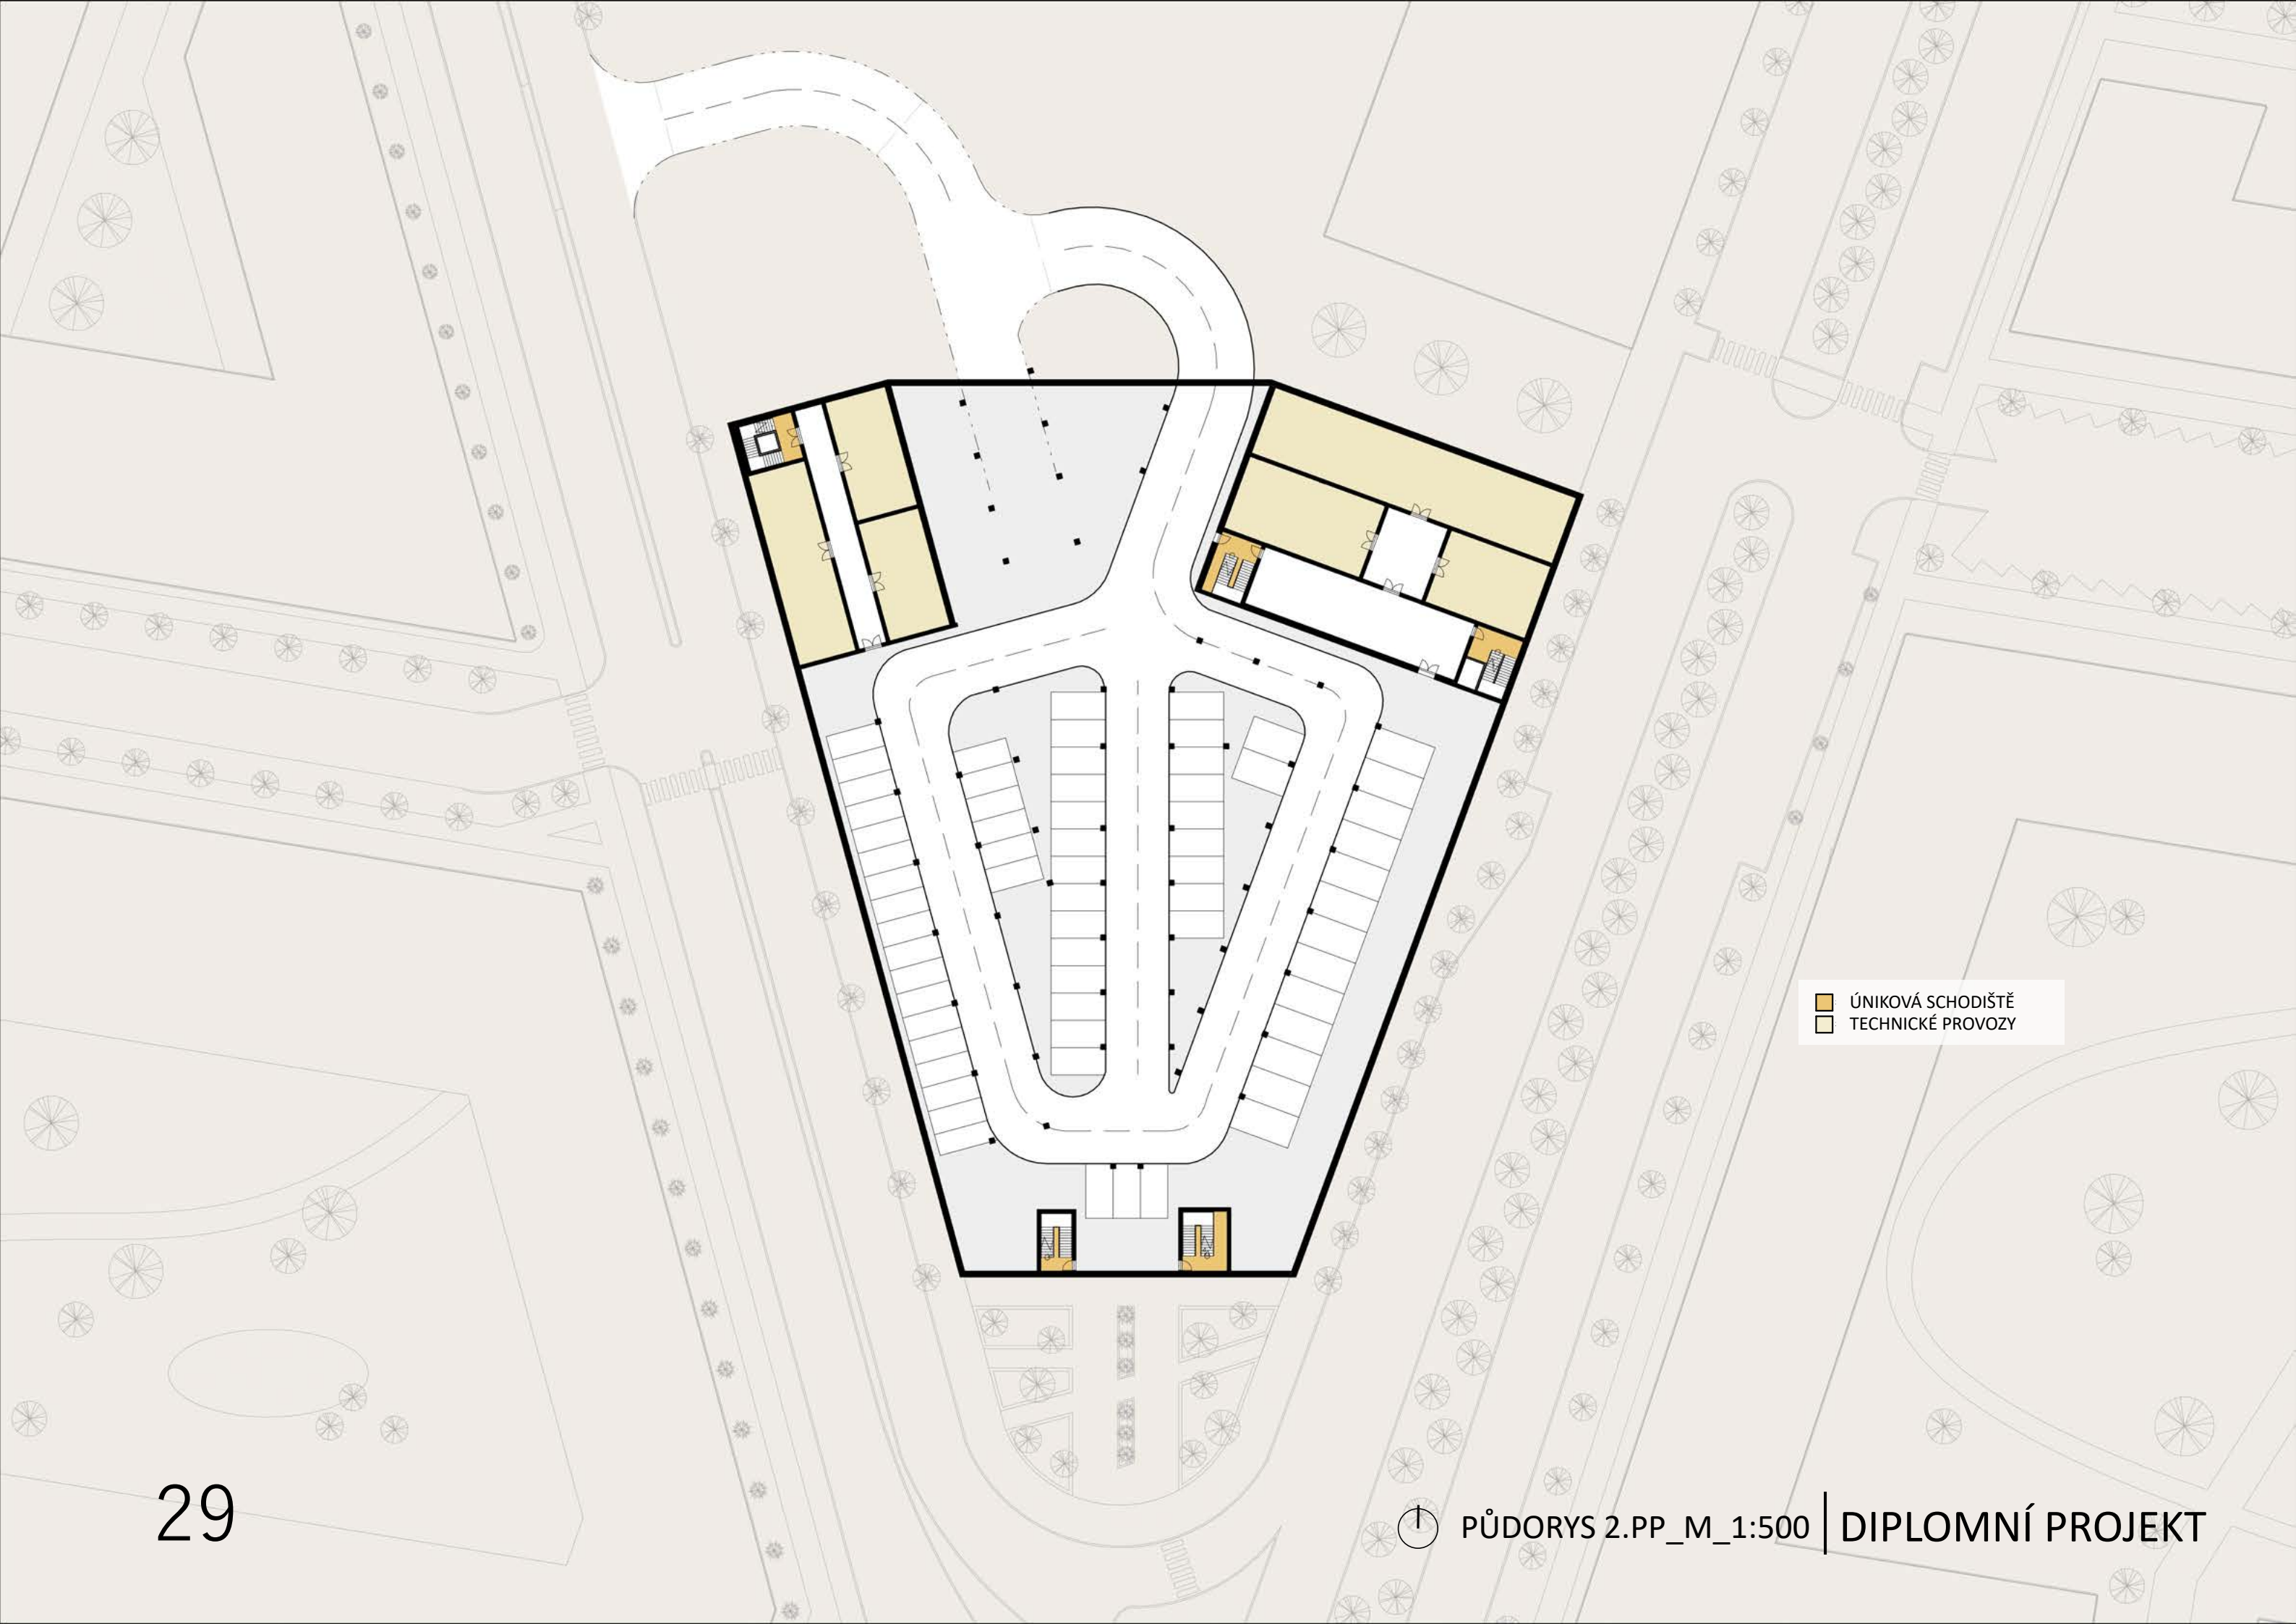 ÚNIKOVÁ SCHODIŠTĚ
TECHNICKÉ PROVOZY
29
PŮDORYS 2.PP_M_1:500
DIPLOMNÍ PROJEKT